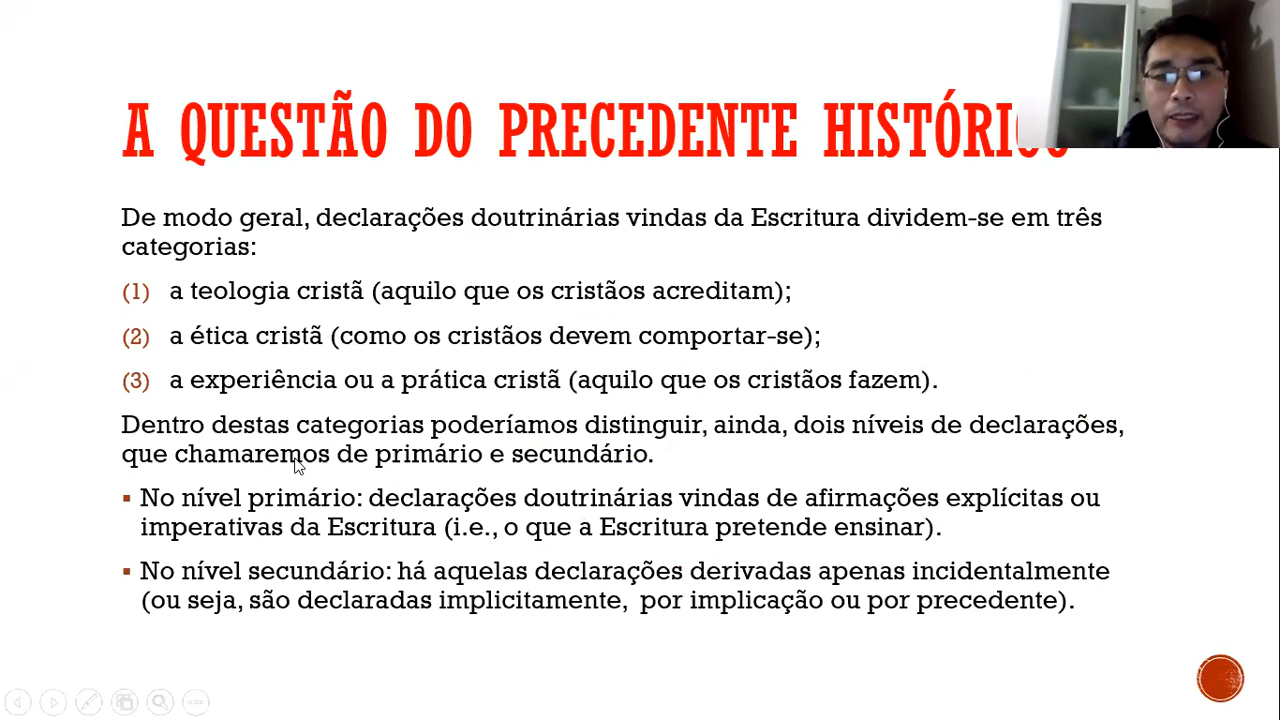 A QUESTÃO DO PRECEDENTE HISTÓRICO
De modo geral, declarações doutrinárias vindas da Escritura dividem-se em três
categorias:
(1) a teologia cristã (aquilo que os cristãos acreditam);
(2) a ética cristã (como os cristãos devem comportar-se);
(3) a experiência ou a prática cristã (aquilo que os cristãos fazem).
Dentro destas categorias poderíamos distinguir, ainda, dois níveis de declarações,
que chamaremos de primário e secundário.
▪ No nível primário: declarações doutrinárias vindas de afirmações explícitas ou
imperativas da Escritura (i.e., o que a Escritura pretende ensinar).
▪ No nível secundário: há aquelas declarações derivadas apenas incidentalmente
(ou seja, são declaradas implicitamente, por implicação ou por precedente).